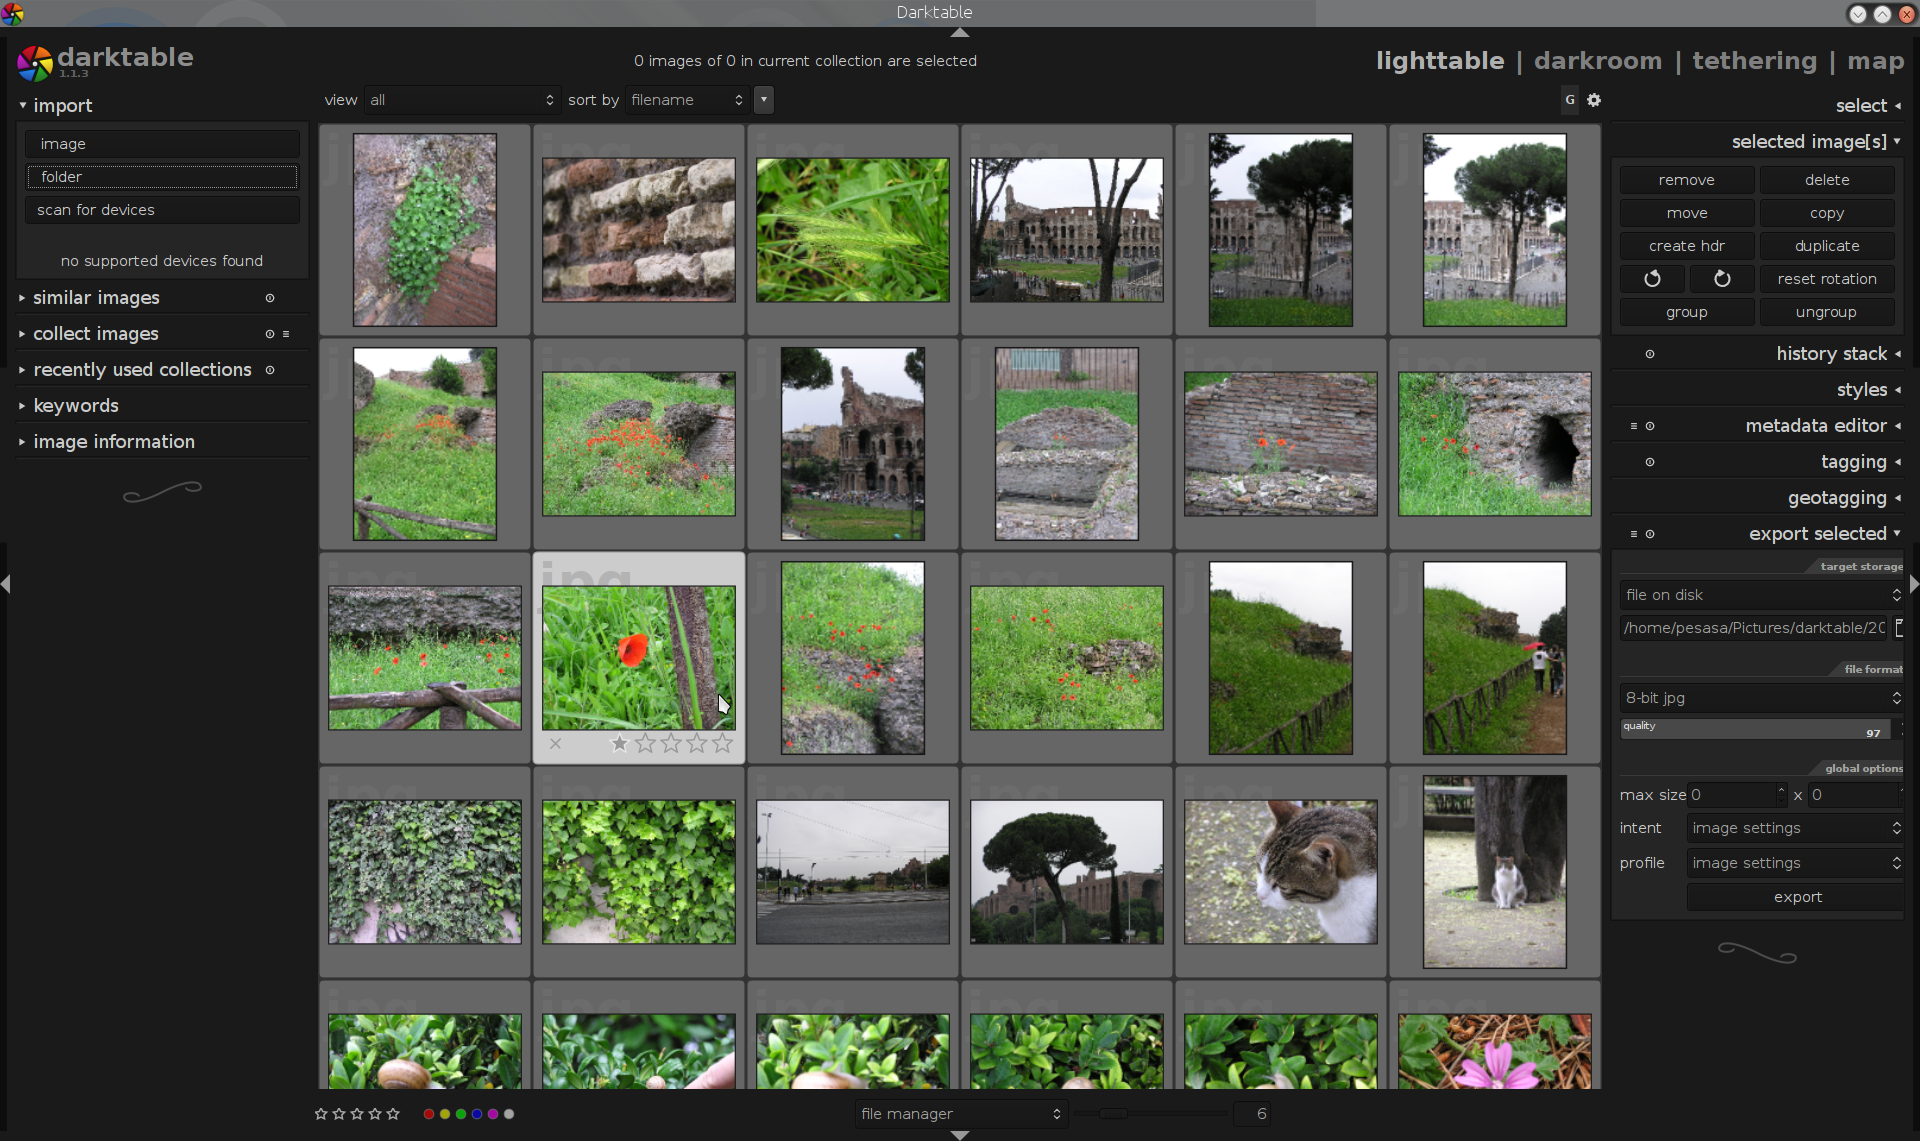 Darktable
darktable
1.1.3
0 images of 0 in current collection are selected
lighttable | darkroom | tethering | map
import
view all sort by filename
G
image
folder
scan for devices
no supported devices found
similar images
collect images
recently used collections
keywords
image information
jpg
select
selected image[s]
remove delete
move copy
create hdr duplicate
reset rotation
group ungroup
history stack
styles
metadata editor
tagging
geotagging
export selected
target storage
file on disk
/home/pesasa/Pictures/darktable/20
file format
8-bit jpg
quality
97
global options
max size 0 x 0
intent image settings
profile image settings
export
file manager 6